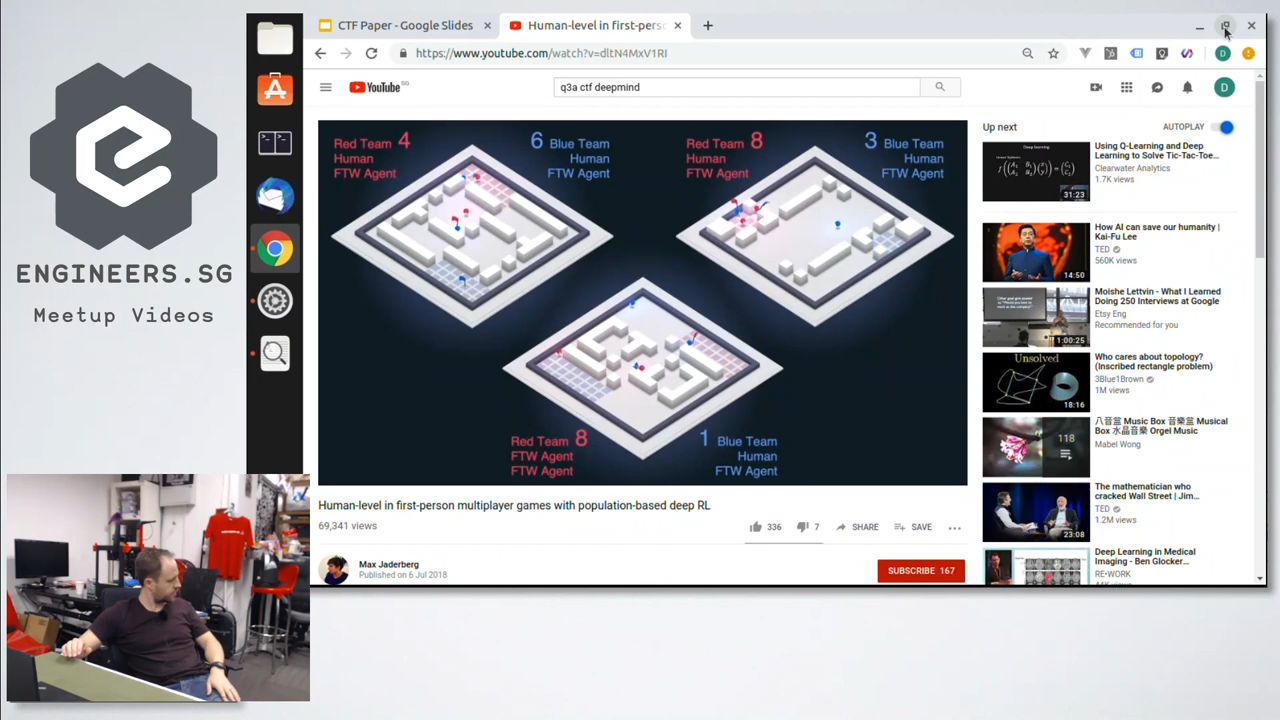 ENGINEERS.SG
Meetup Videos
CTF Paper - Google Slides
Human-level in first-pers
https://www.youtube.com/watch?v=dltN4MxV1RI
YouTube SG
q3a ctf deepmind
D
D
Red Team 4
Human
FTW Agent
6 Blue Team
Human
FTW Agent
Red Team 8
Human
FTW Agent
3 Blue Team
Human
FTW Agent
Red Team 8
FTW Agent
FTW Agent
1 Blue Team
Human
FTW Agent
Human-level in first-person multiplayer games with population-based deep RL
69,341 views
336
7
SHARE
SAVE
Max Jaderberg
Published on 6 Jul 2018
SUBSCRIBE 167
Up next
AUTOPLAY
Deep learning
31:23
Using Q-Learning and Deep
Learning to Solve Tic-Tac-Toe...
Clearwater Analytics
1.7K views
14:50
How AI can save our humanity |
Kai-Fu Lee
TED
560K views
1:00:25
Moishe Lettvin - What I Learned
Doing 250 Interviews at Google
Etsy Eng
Recommended for you
Unsolved
18:16
Who cares about topology?
(Inscribed rectangle problem)
3Blue1Brown
1M views
118
八音盒 Music Box 音樂盒 Musical
Box 水晶音樂 Orgel Music
Mabel Wong
23:08
The mathematician who
cracked Wall Street | Jim...
TED
1.2M views
Deep Learning in Medical
Imaging - Ben Glocker...
RE•WORK